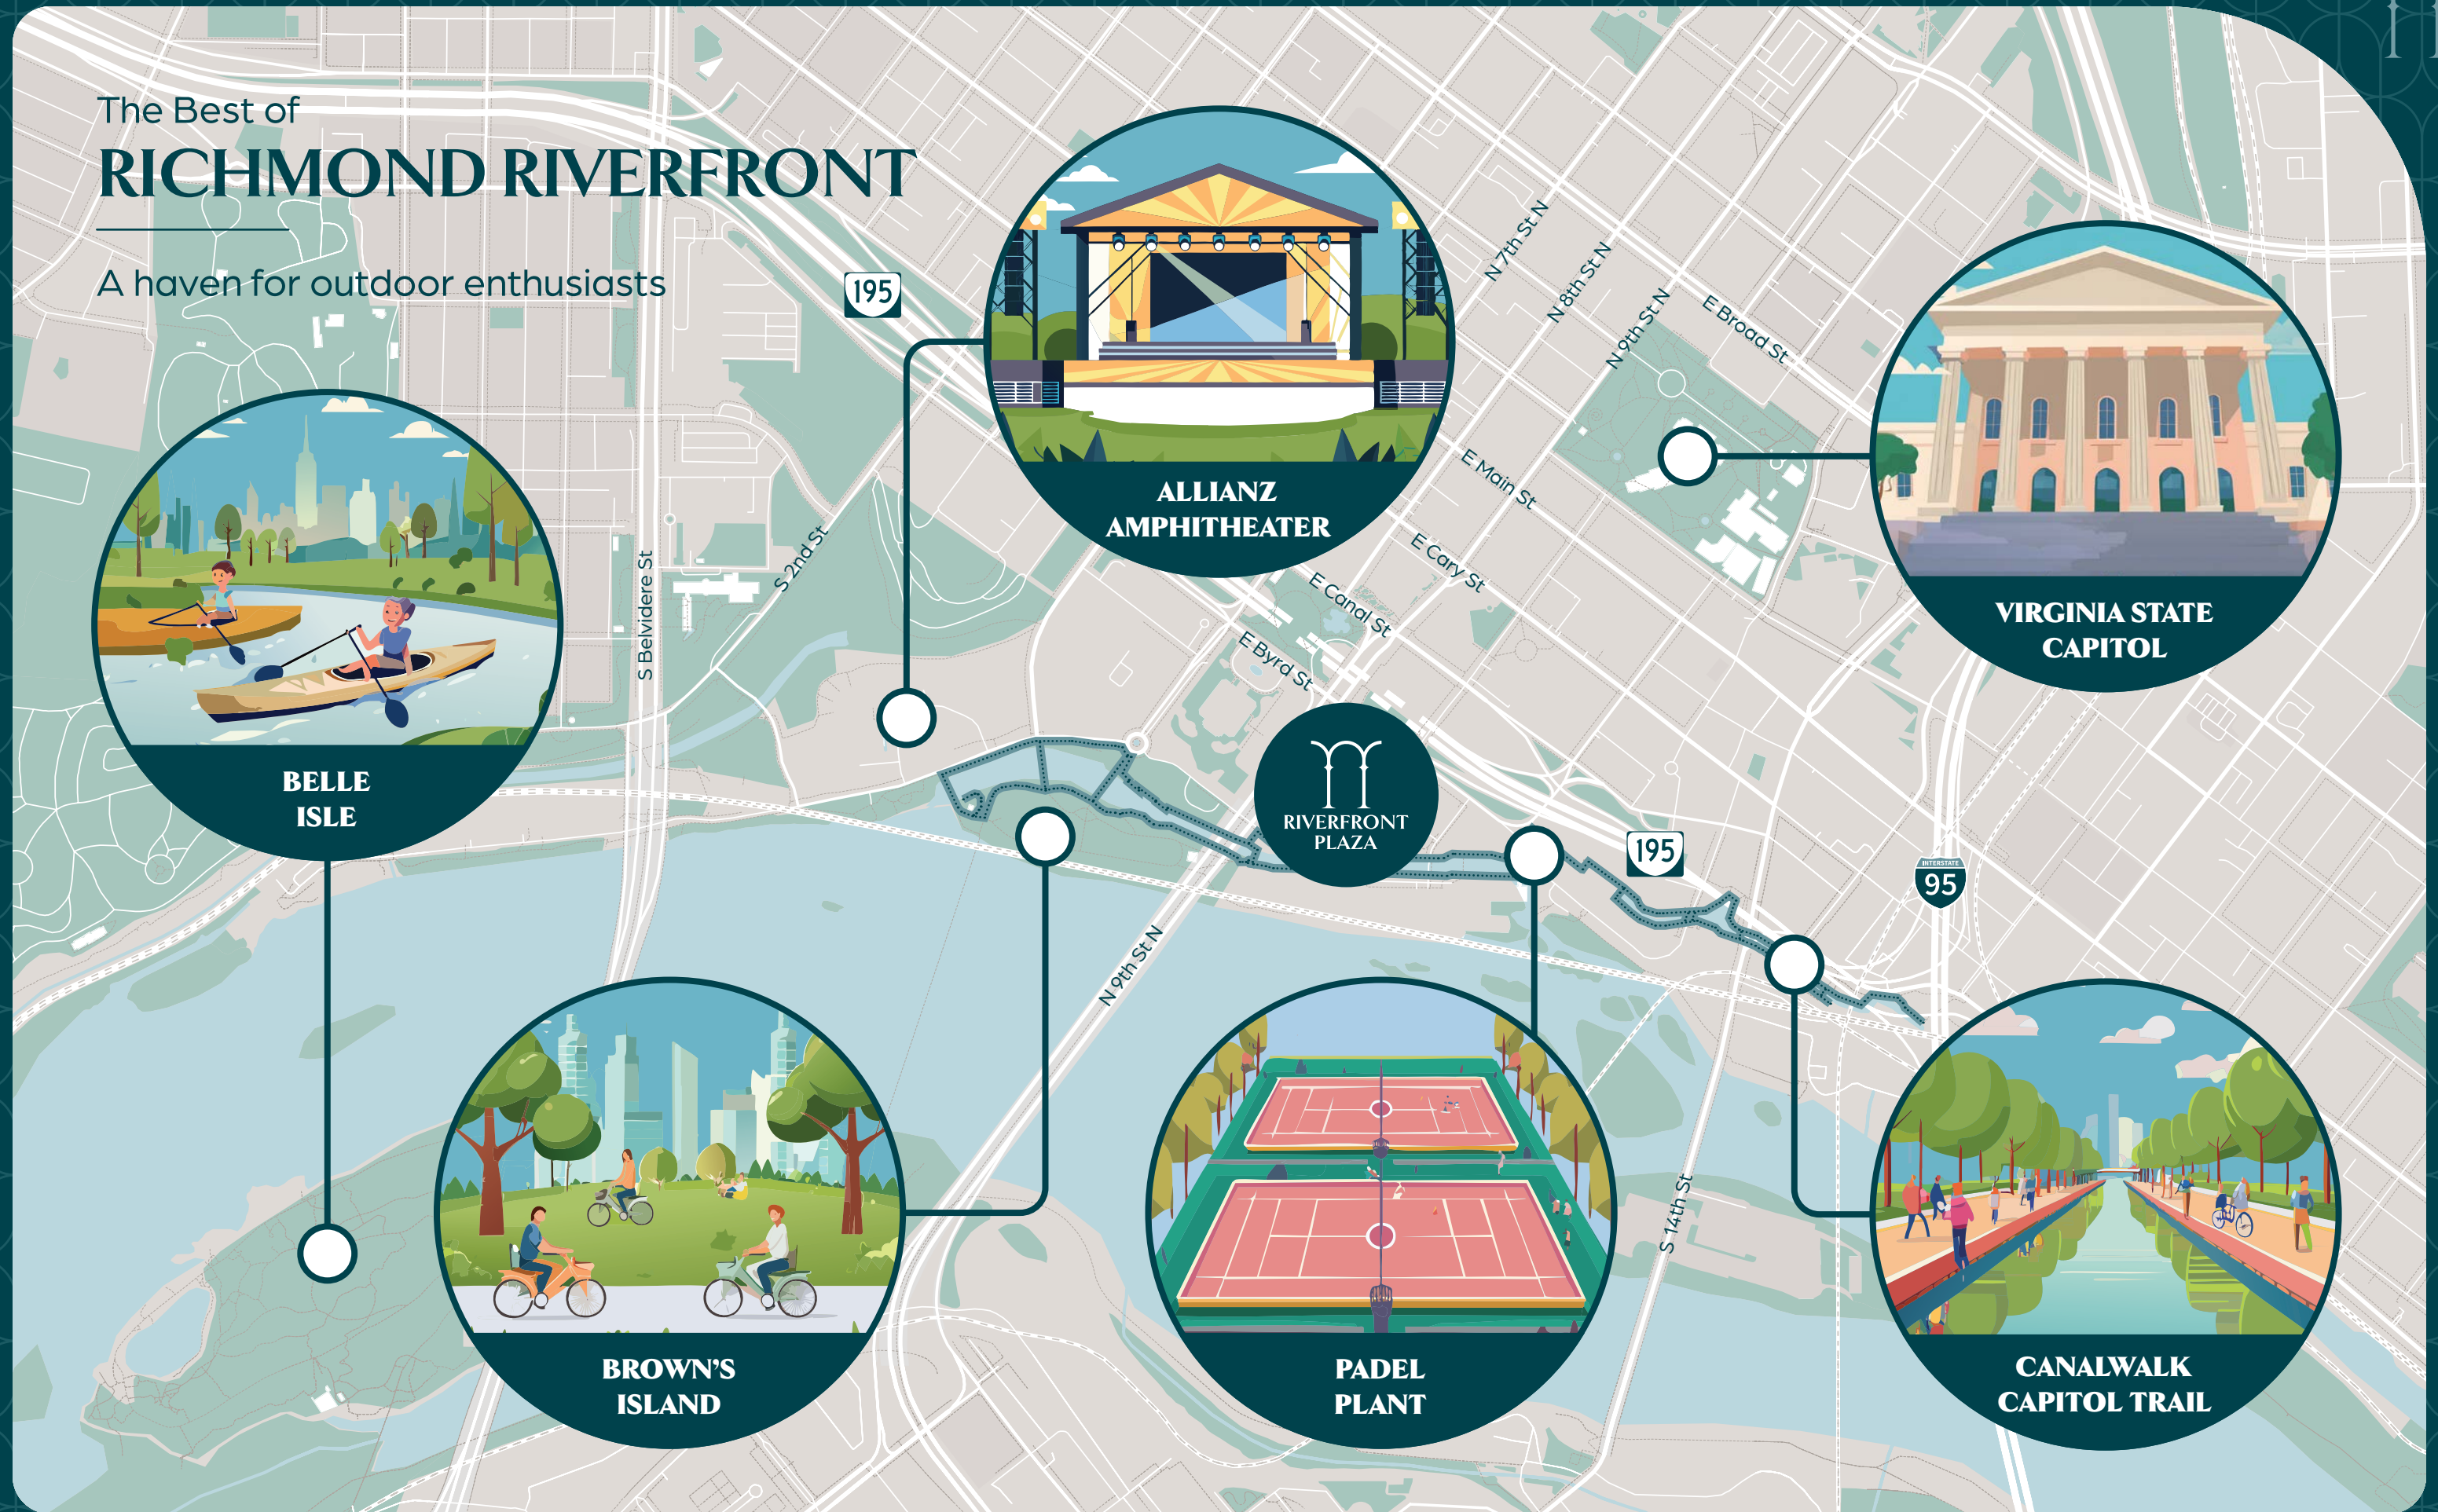 The Best of
RICHMOND RIVERFRONT
A haven for outdoor enthusiasts
195
ALLIANZ
AMPHITHEATER
N 7th St N
N 8th St N
N 9th St N
E Broad St
VIRGINIA STATE
CAPITOL
E Main St
E Cary St
E Canal St
E Byrd St
S 2nd St
S Belvidere St
BELLE
ISLE
RIVERFRONT
PLAZA
195
INTERSTATE
95
N 9th St N
S 14th St
BROWN'S
ISLAND
PADEL
PLANT
CANALWALK
CAPITOL TRAIL